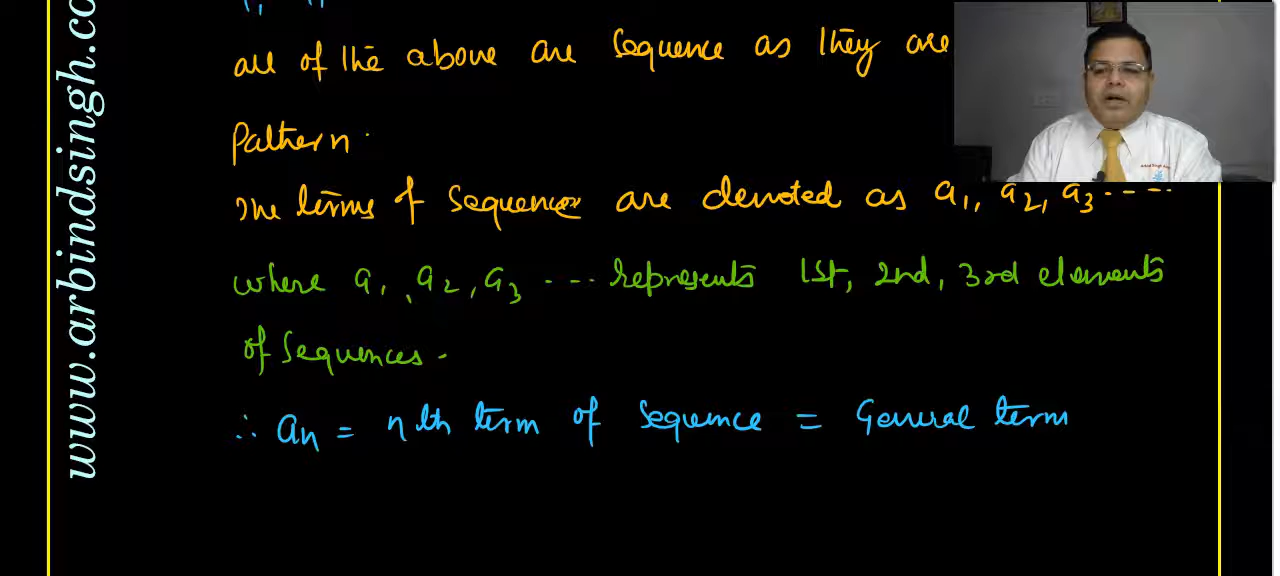 all of the above are sequence as they are
Pattern.
The terms of sequence are denoted as a1, a2, a3 ----
where a1, a2, a3 --- represents 1st, 2nd, 3rd elements
of sequences.
∴ an = nth term of sequence = General term
www.arbindsingh.co